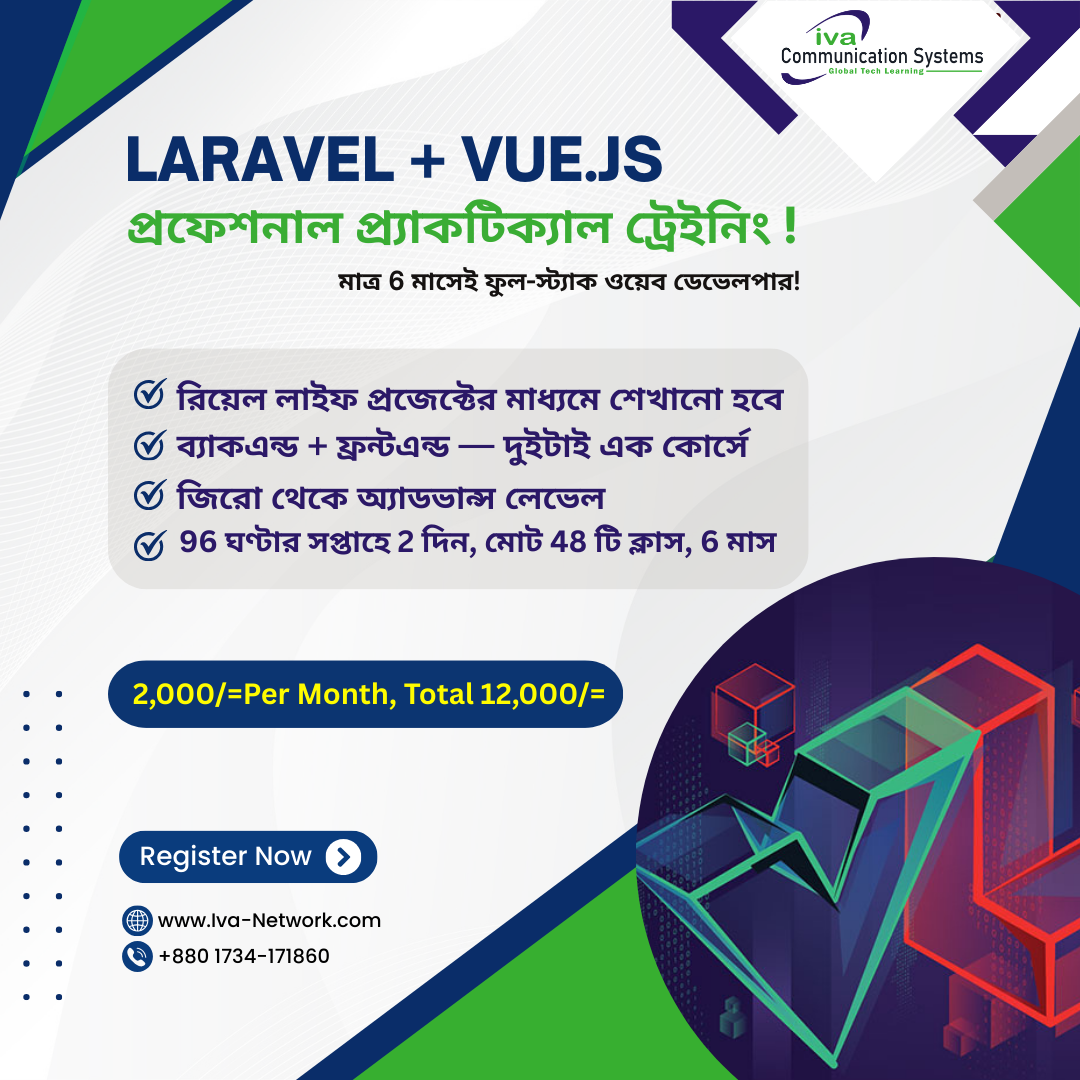 iva
Communication Systems
Global Tech Learning
LARAVEL + VUE.JS
প্রফেশনাল প্র্যাকটিক্যাল ট্রেইনিং !
মাত্র 6 মাসেই ফুল-স্ট্যাক ওয়েব ডেভেলপার!
রিয়েল লাইফ প্রজেক্টের মাধ্যমে শেখানো হবে
ব্যাকএন্ড + ফ্রন্টএন্ড — দুইটাই এক কোর্সে
জিরো থেকে অ্যাডভান্স লেভেল
96 ঘণ্টার সপ্তাহে 2 দিন, মোট 48 টি ক্লাস, 6 মাস
2,000/=Per Month, Total 12,000/=
Register Now
www.Iva-Network.com
+880 1734-171860